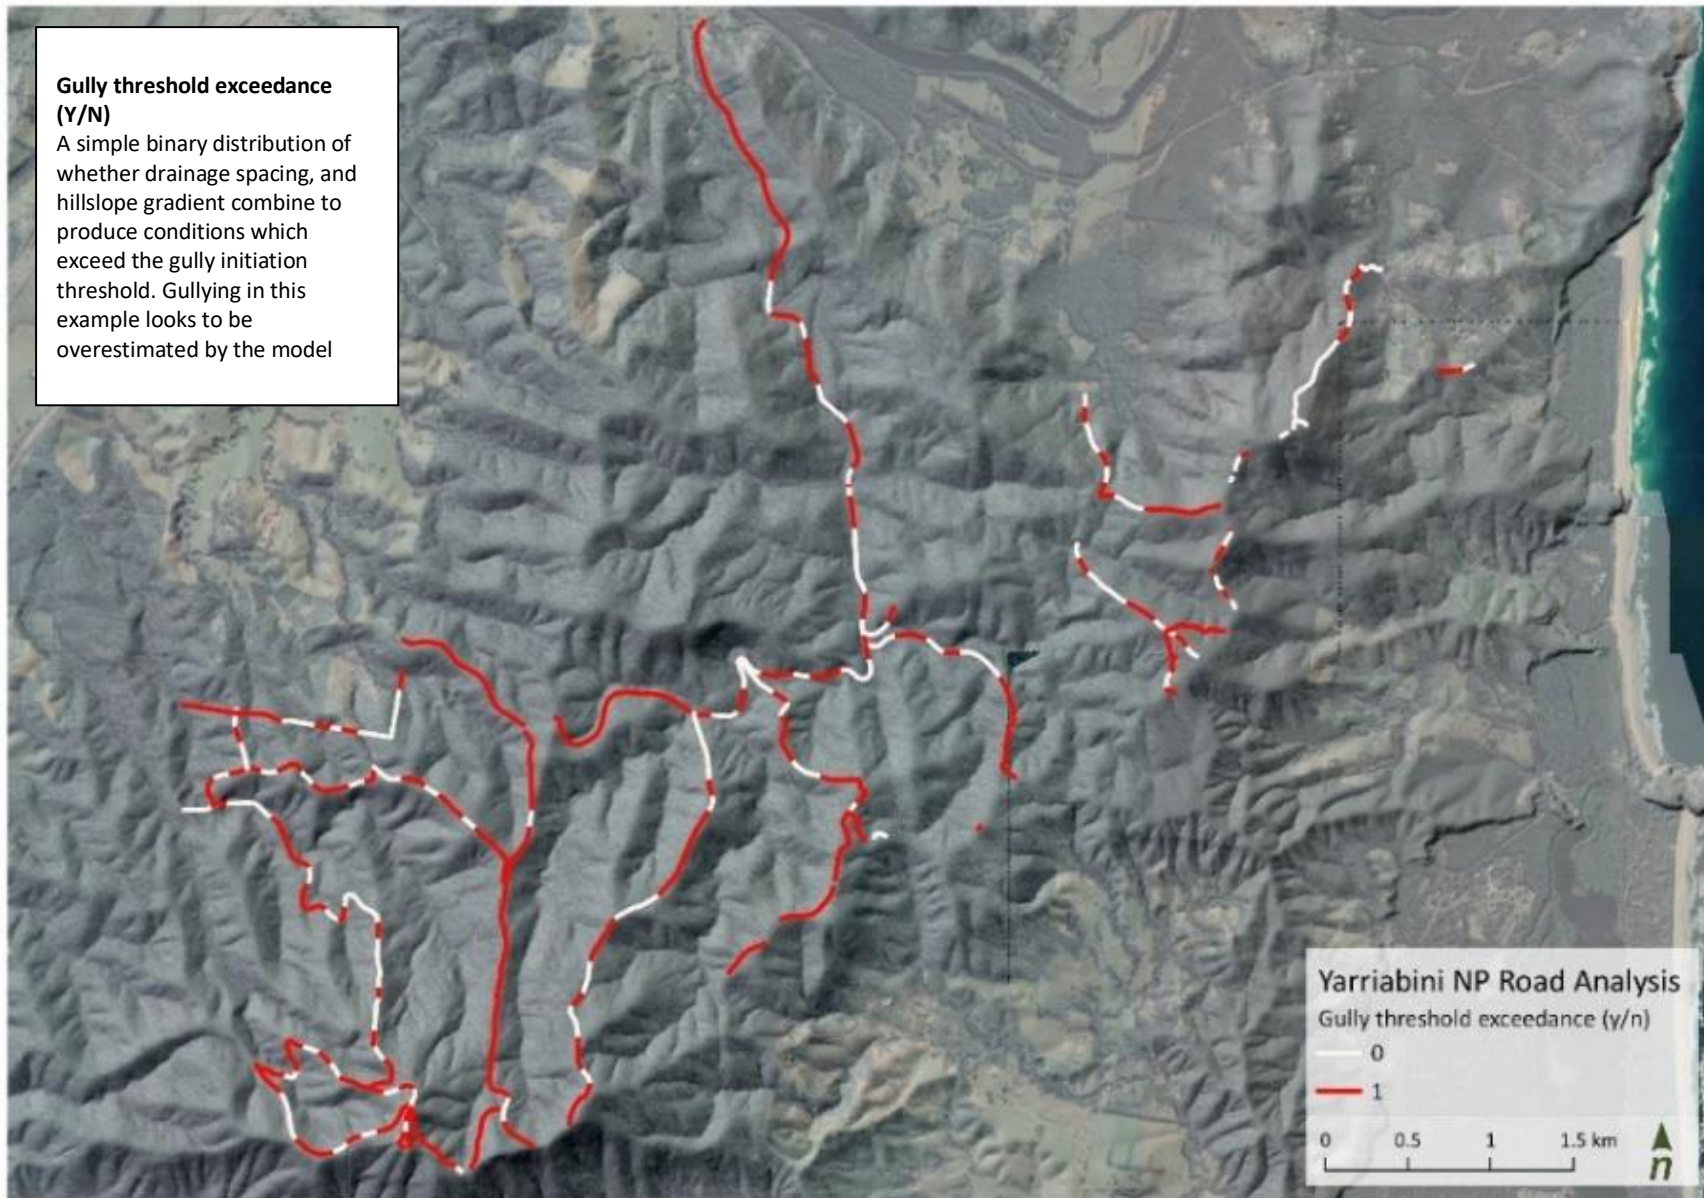 Gully threshold exceedance
(Y/N)
A simple binary distribution of
whether drainage spacing, and
hillslope gradient combine to
produce conditions which
exceed the gully initiation
threshold. Gullying in this
example looks to be
overestimated by the model
Yarriabini NP Road Analysis
Gully threshold exceedance (y/n)
0
1
0 0.5 1 1.5 km
n